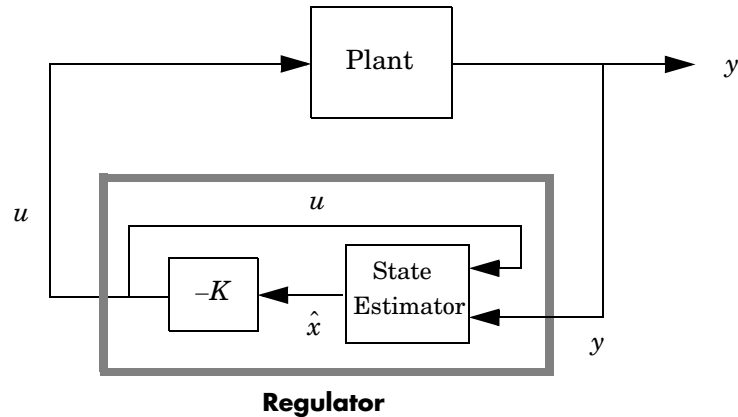 Plant
y
u
u
State
Estimator
–K
x̂
y
Regulator